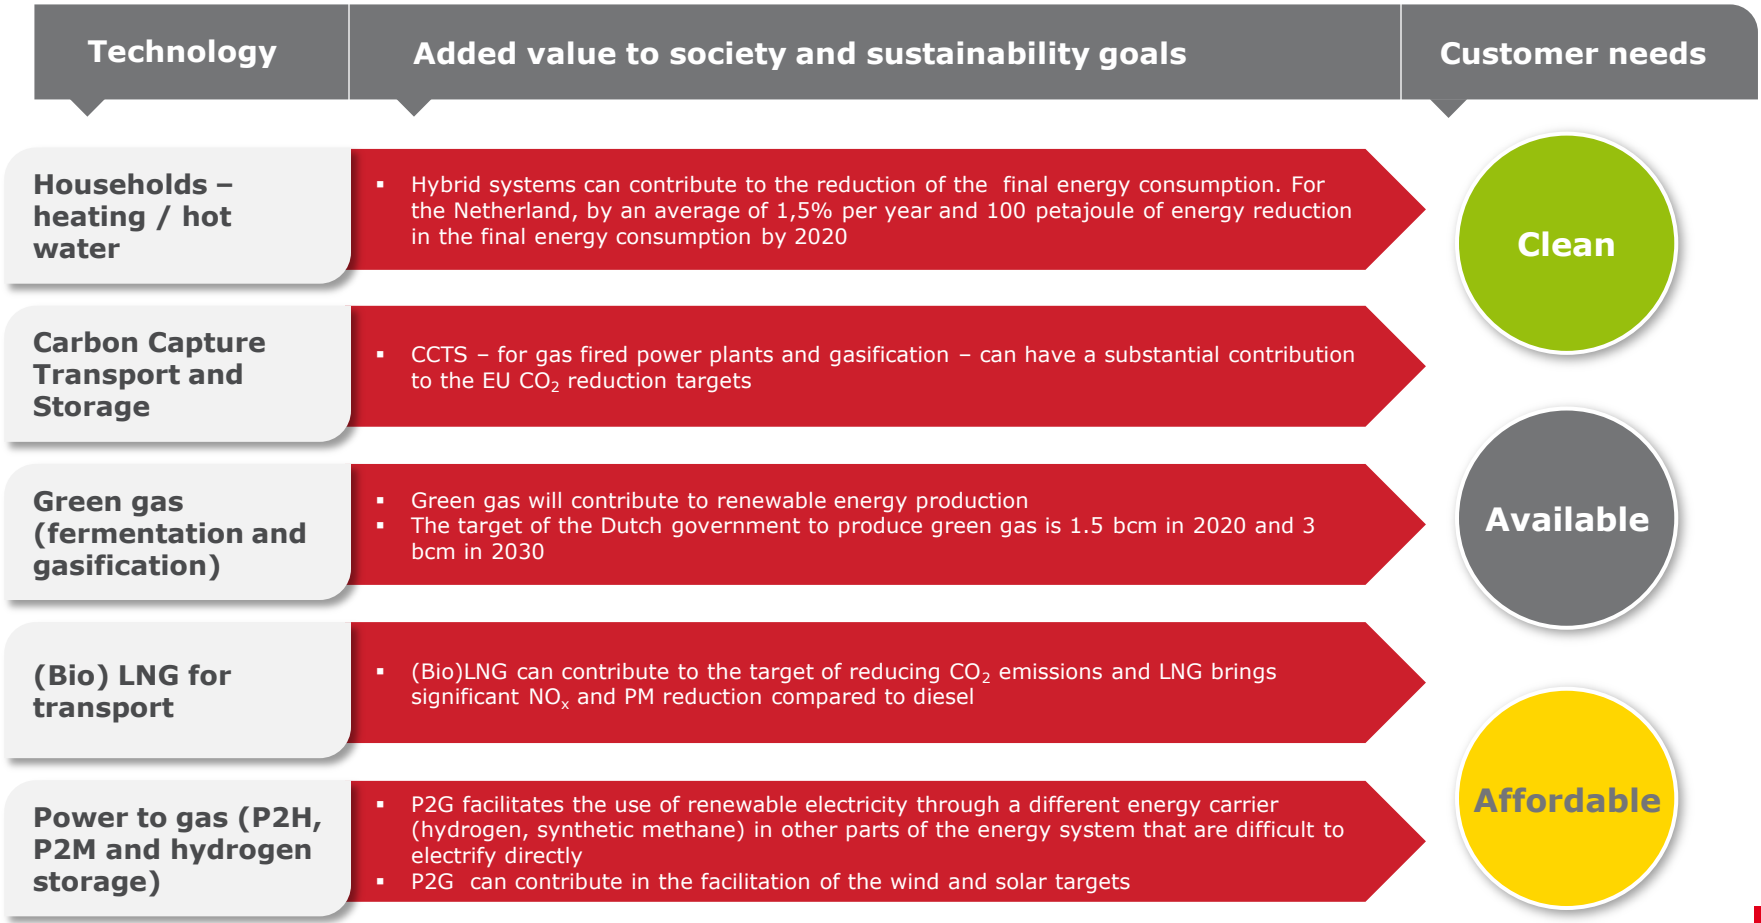 Technology
Added value to society and sustainability goals
Customer needs
Households –
heating / hot
water
▪ Hybrid systems can contribute to the reduction of the  final energy consumption. For
the Netherland, by an average of 1,5% per year and 100 petajoule of energy reduction
in the final energy consumption by 2020
Clean
Carbon Capture
Transport and
Storage
▪ CCTS – for gas fired power plants and gasification – can have a substantial contribution
to the EU CO₂ reduction targets
Green gas
(fermentation and
gasification)
▪ Green gas will contribute to renewable energy production
▪ The target of the Dutch government to produce green gas is 1.5 bcm in 2020 and 3
bcm in 2030
Available
(Bio) LNG for
transport
▪ (Bio)LNG can contribute to the target of reducing CO₂ emissions and LNG brings
significant NOₓ and PM reduction compared to diesel
Power to gas (P2H,
P2M and hydrogen
storage)
▪ P2G facilitates the use of renewable electricity through a different energy carrier
(hydrogen, synthetic methane) in other parts of the energy system that are difficult to
electrify directly
▪ P2G  can contribute in the facilitation of the wind and solar targets
Affordable